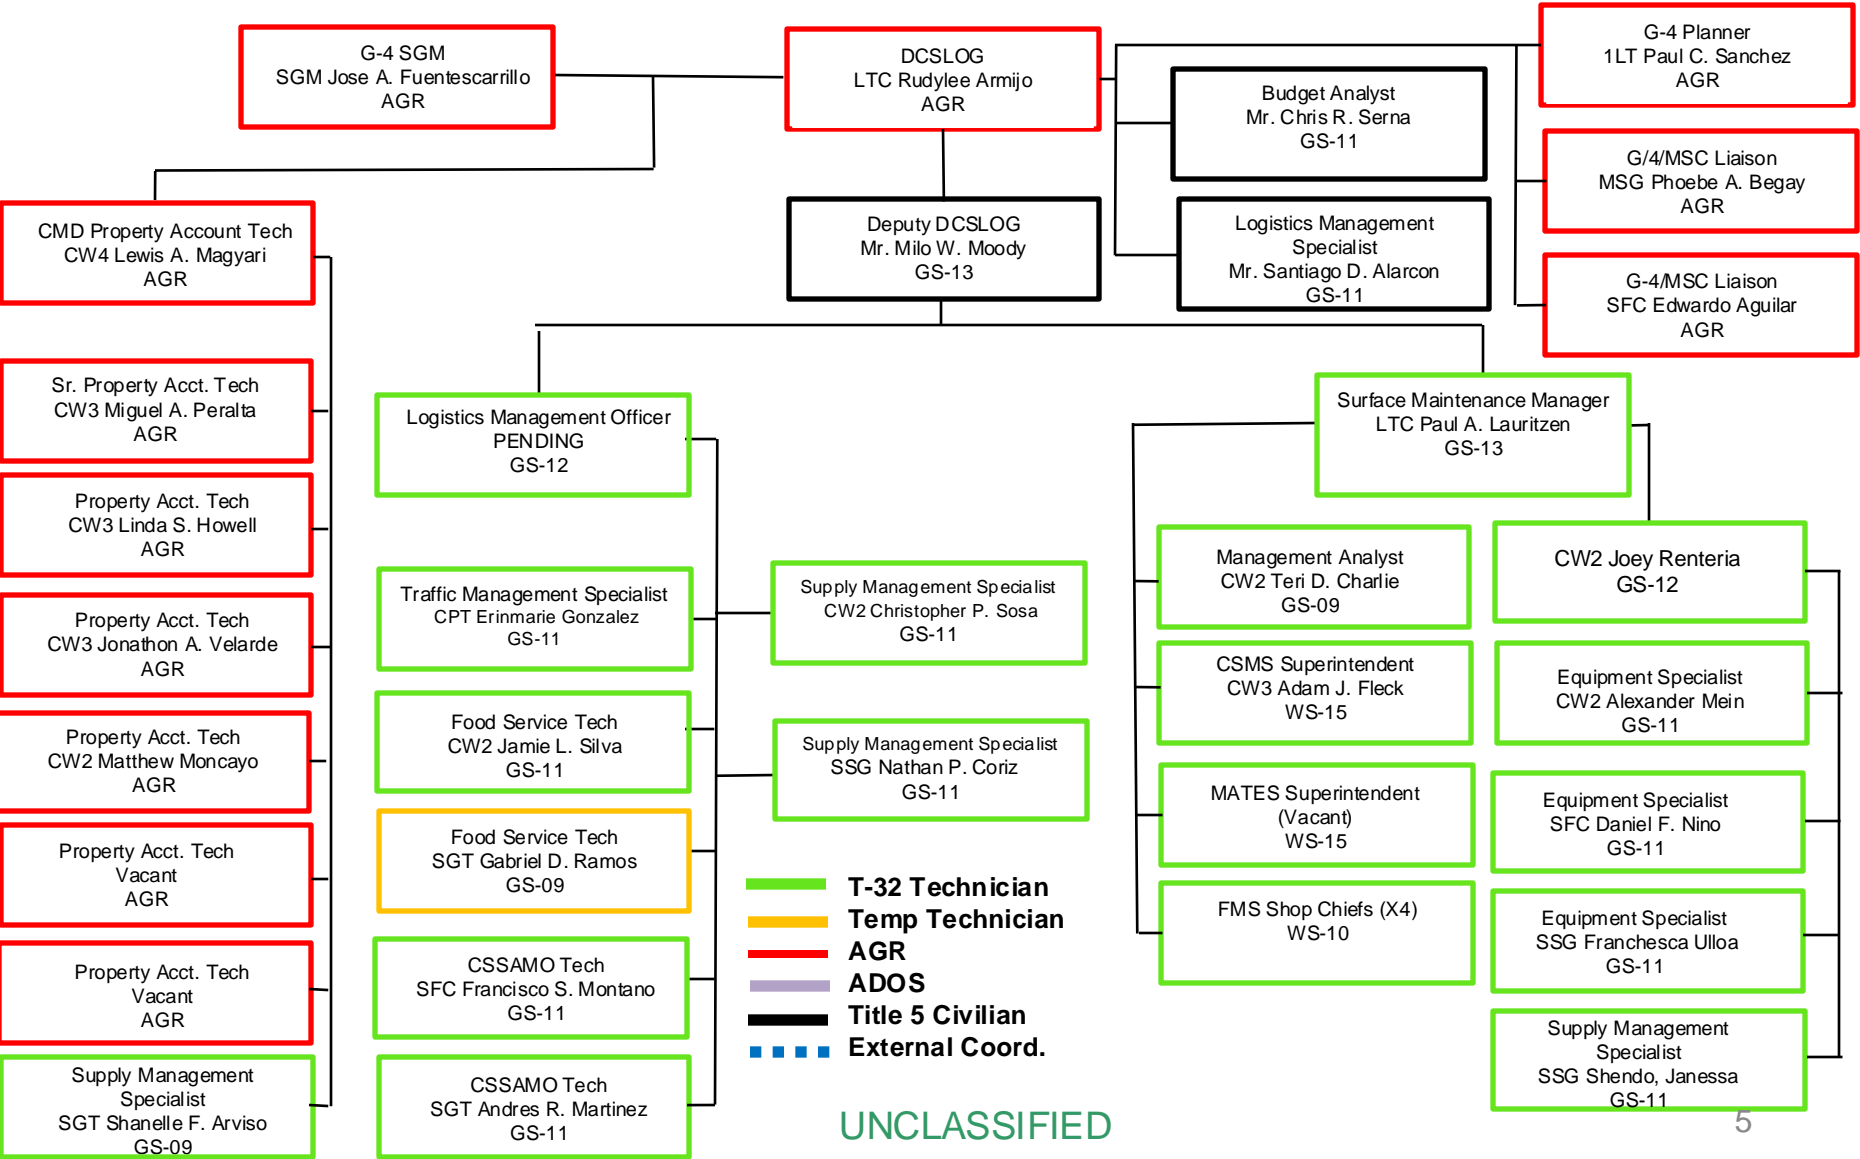 G-4 SGM
SGM Jose A. Fuentescarrillo
AGR
DCSLOG
LTC Rudylee Armijo
AGR
G-4 Planner
1LT Paul C. Sanchez
AGR
Budget Analyst
Mr. Chris R. Serna
GS-11
G/4/MSC Liaison
MSG Phoebe A. Begay
AGR
CMD Property Account Tech
CW4 Lewis A. Magyari
AGR
Deputy DCSLOG
Mr. Milo W. Moody
GS-13
Logistics Management
Specialist
Mr. Santiago D. Alarcon
GS-11
G-4/MSC Liaison
SFC Edwardo Aguilar
AGR
Sr. Property Acct. Tech
CW3 Miguel A. Peralta
AGR
Property Acct. Tech
CW3 Linda S. Howell
AGR
Property Acct. Tech
CW3 Jonathon A. Velarde
AGR
Property Acct. Tech
CW2 Matthew Moncayo
AGR
Property Acct. Tech
Vacant
AGR
Property Acct. Tech
Vacant
AGR
Supply Management
Specialist
SGT Shanelle F. Arviso
GS-09
Logistics Management Officer
PENDING
GS-12
Traffic Management Specialist
CPT Erinmarie Gonzalez
GS-11
Food Service Tech
CW2 Jamie L. Silva
GS-11
Food Service Tech
SGT Gabriel D. Ramos
GS-09
CSSAMO Tech
SFC Francisco S. Montano
GS-11
CSSAMO Tech
SGT Andres R. Martinez
GS-11
Supply Management Specialist
CW2 Christopher P. Sosa
GS-11
Supply Management Specialist
SSG Nathan P. Coriz
GS-11
Surface Maintenance Manager
LTC Paul A. Lauritzen
GS-13
Management Analyst
CW2 Teri D. Charlie
GS-09
CSMS Superintendent
CW3 Adam J. Fleck
WS-15
MATES Superintendent
(Vacant)
WS-15
FMS Shop Chiefs (X4)
WS-10
CW2 Joey Renteria
GS-12
Equipment Specialist
CW2 Alexander Mein
GS-11
Equipment Specialist
SFC Daniel F. Nino
GS-11
Equipment Specialist
SSG Franchesca Ulloa
GS-11
Supply Management
Specialist
SSG Shendo, Janessa
GS-11
T-32 Technician
Temp Technician
AGR
ADOS
Title 5 Civilian
External Coord.
UNCLASSIFIED
5